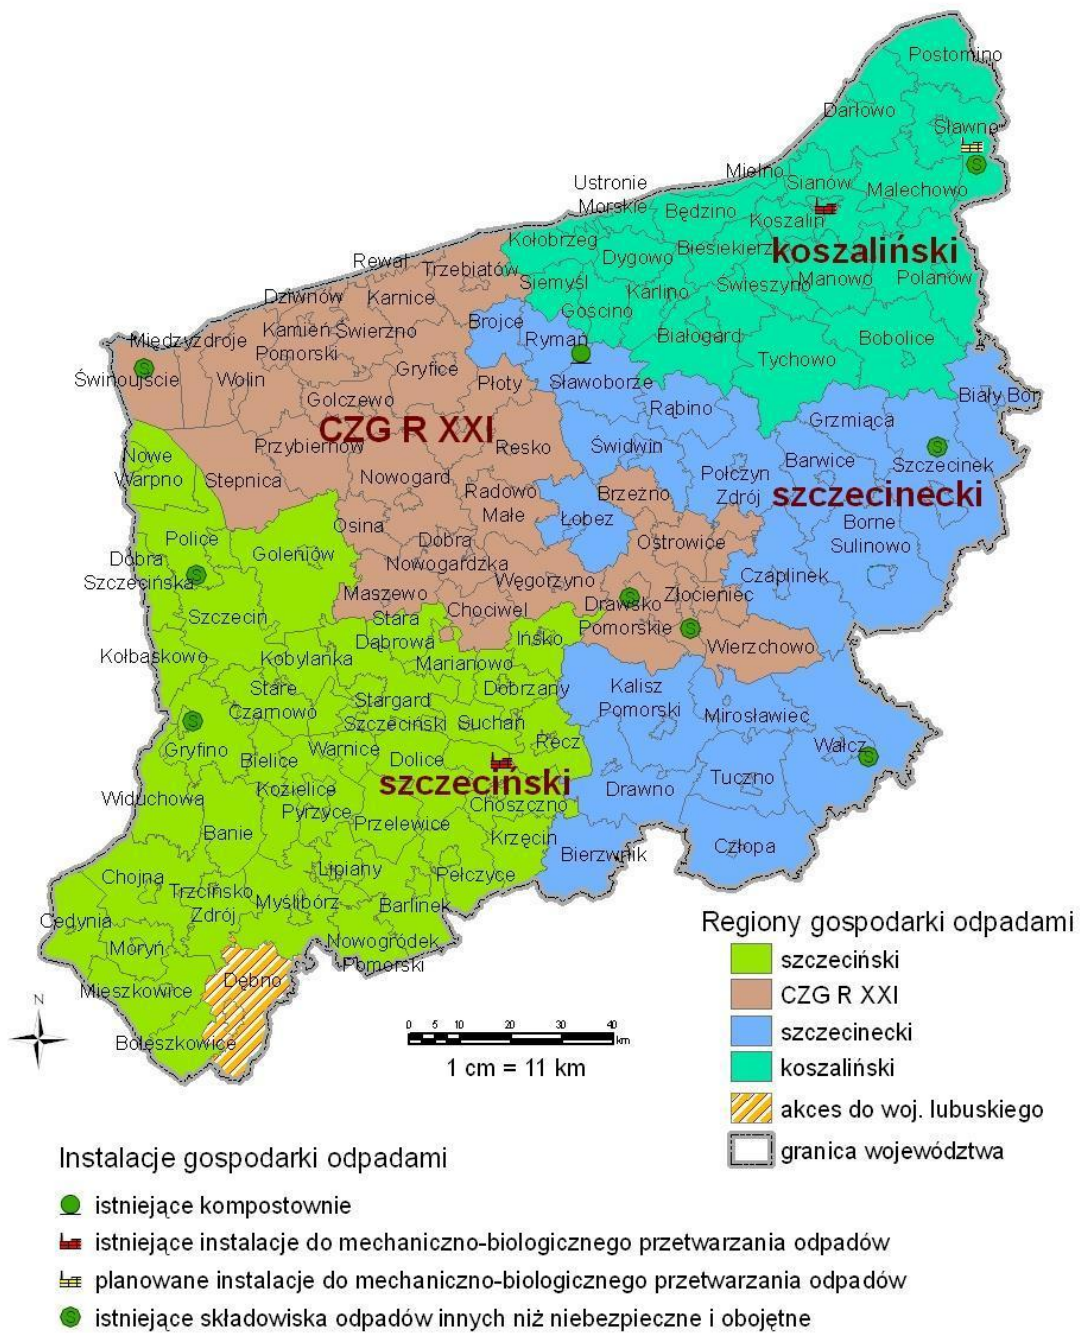 Postomino
Darłowo
Sławno
Mielno
Sianów
Malechowo
Ustronie
Morskie
Będzino
Koszalin
Kołobrzeg
Dygowo
Biesiekierz
koszaliński
Rewal
Trzebiatów
Siemyśl
Karlino
Świeszyno
Manowo
Polanów
Dziwnów
Karnice
Gościno
Brojce
Rymań
Białogard
Bobolice
Międzyzdroje
Kamień
Pomorski
Świerzno
Tychowo
Świnoujście
Wolin
Gryfice
Płoty
Sławoborze
Biały Bor
Golczewo
Rąbino
Grzmiąca
CZG R XXI
Przybiernów
Resko
Świdwin
Barwice
Szczecinek
Nowe
Warpno
Stepnica
Nowogard
Radowo
Małe
Brzeżno
Połczyn
Zdrój
szczecinecki
Łobez
Borne
Sulinowo
Osina
Police
Goleniów
Dobra
Nowogardzka
Ostrowice
Dobra
Szczecińska
Węgorzyno
Czaplinek
Maszewo
Chociwel
Drawsko
Pomorskie
Złocieniec
Szczecin
Stara
Dąbrowa
Ińsko
Wierzchowo
Kołbaskowo
Kobylanka
Marianowo
Stare
Czarnowo
Stargard
Szczeciński
Dobrzany
Suchań
Kalisz
Pomorski
Mirosławiec
Gryfino
Bielice
Warnice
Dolice
Recz
Wałcz
szczeciński
Tuczno
Drawno
Widuchowa
Kozielice
Pyrzyce
Choszczno
Banie
Przelewice
Krzęcin
Bierzwnik
Człopa
Chojna
Trzcińsko
Zdrój
Lipiany
Pełczyce
Myślibórz
Barlinek
Cedynia
Moryń
Nowogródek
Pomorski
Mieszkowice
Dębno
Boleszkowice
N
0 5 10 20 30 40
km
1 cm = 11 km
Regiony gospodarki odpadami
szczeciński
CZG R XXI
szczecinecki
koszaliński
akces do woj. lubuskiego
granica województwa
Instalacje gospodarki odpadami
istniejące kompostownie
istniejące instalacje do mechaniczno-biologicznego przetwarzania odpadów
planowane instalacje do mechaniczno-biologicznego przetwarzania odpadów
S istniejące składowiska odpadów innych niż niebezpieczne i obojętne